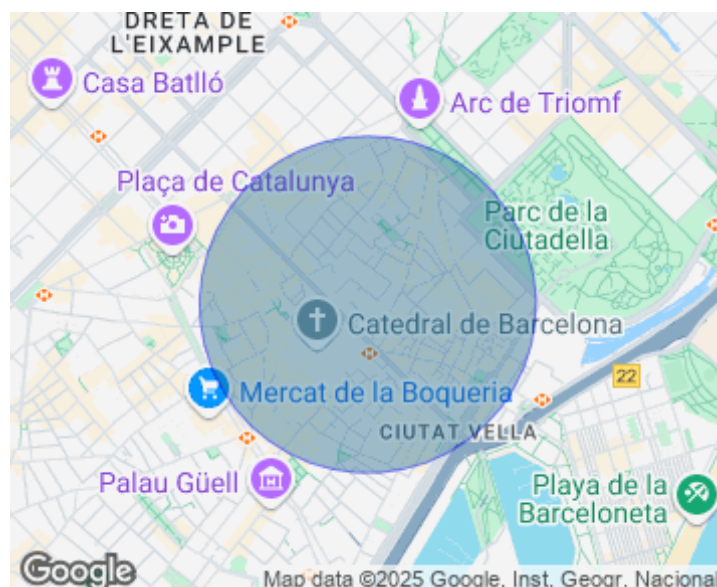 DRETA DE
L'EIXAMPLE
Casa Batlló
Arc de Triomf
Plaça de Catalunya
Parc de la
Ciutadella
Catedral de Barcelona
22
Mercat de la Boqueria
CIUTAT VELLA
Palau Güell
Playa de la
Barceloneta
Google
Map data ©2025 Google, Inst. Geogr. Nacional